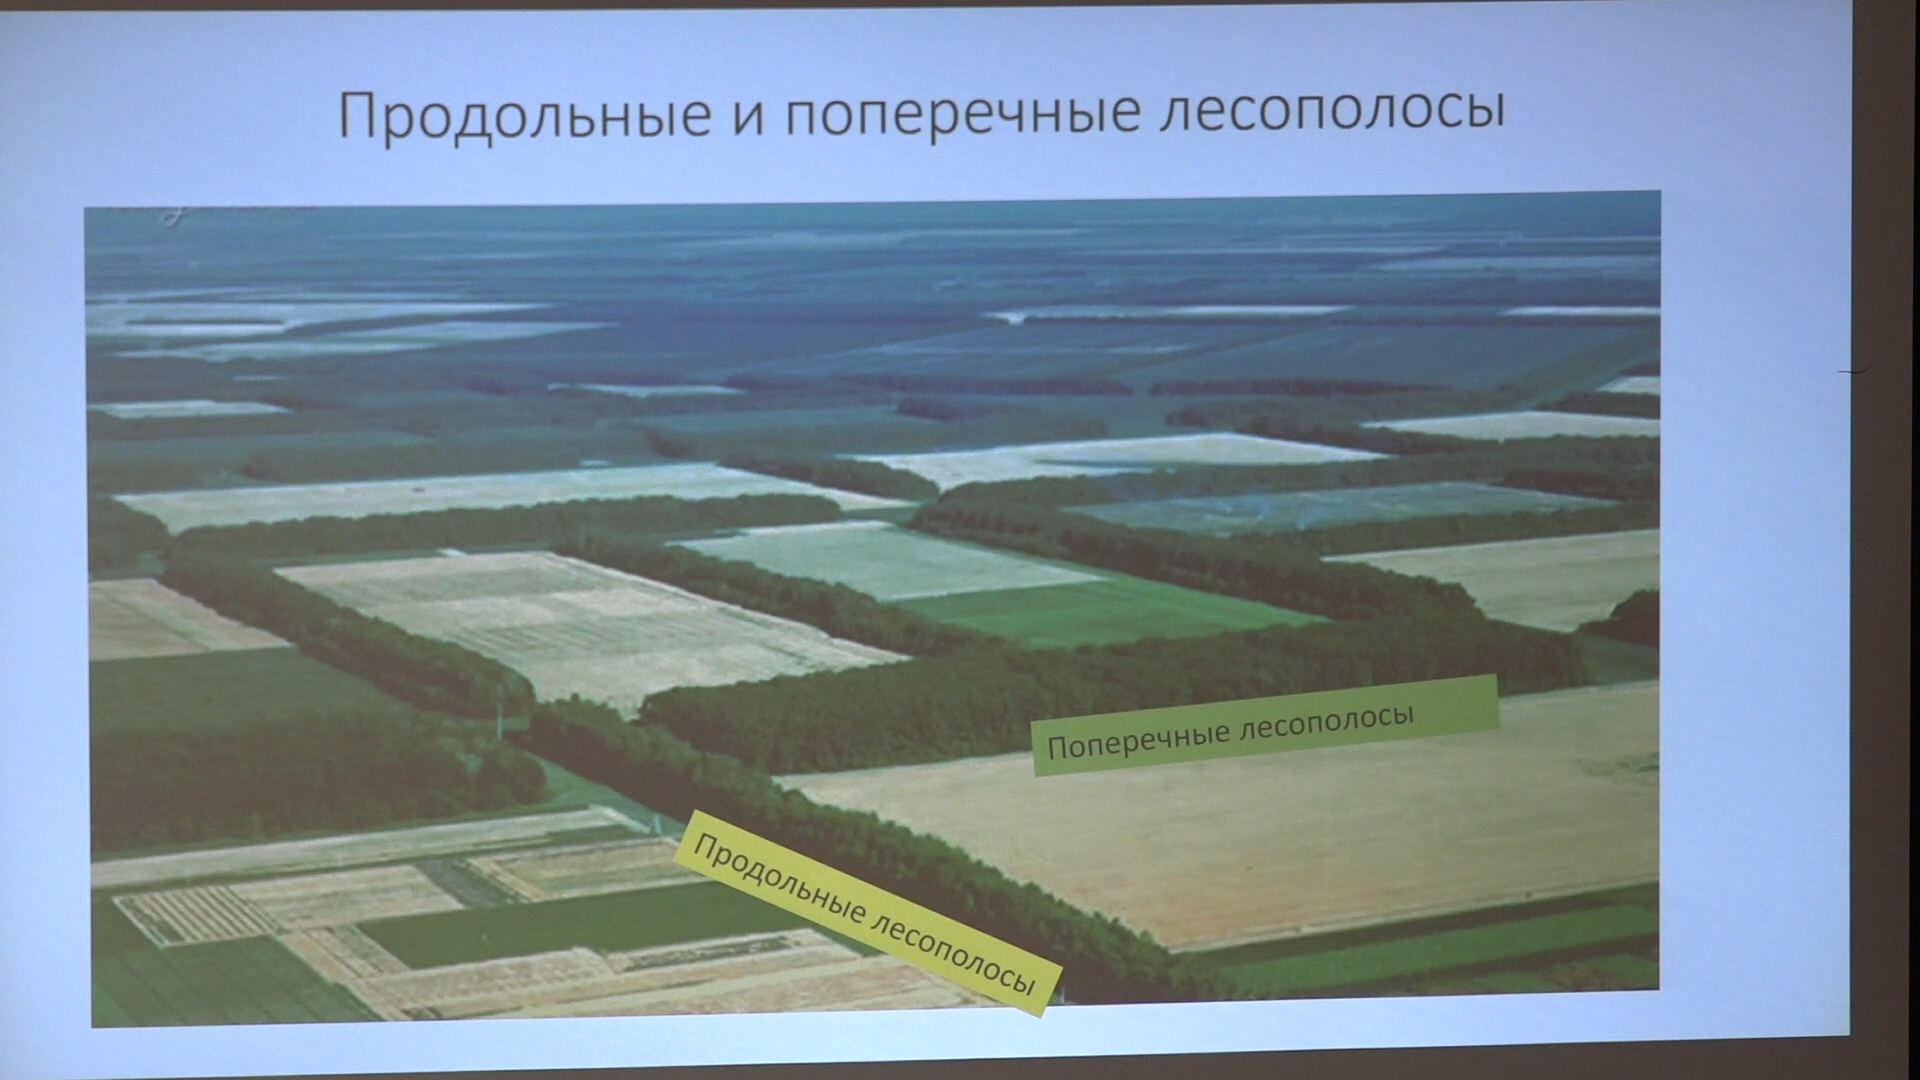 Продольные и поперечные лесополосы
Поперечные лесополосы
Продольные лесополосы